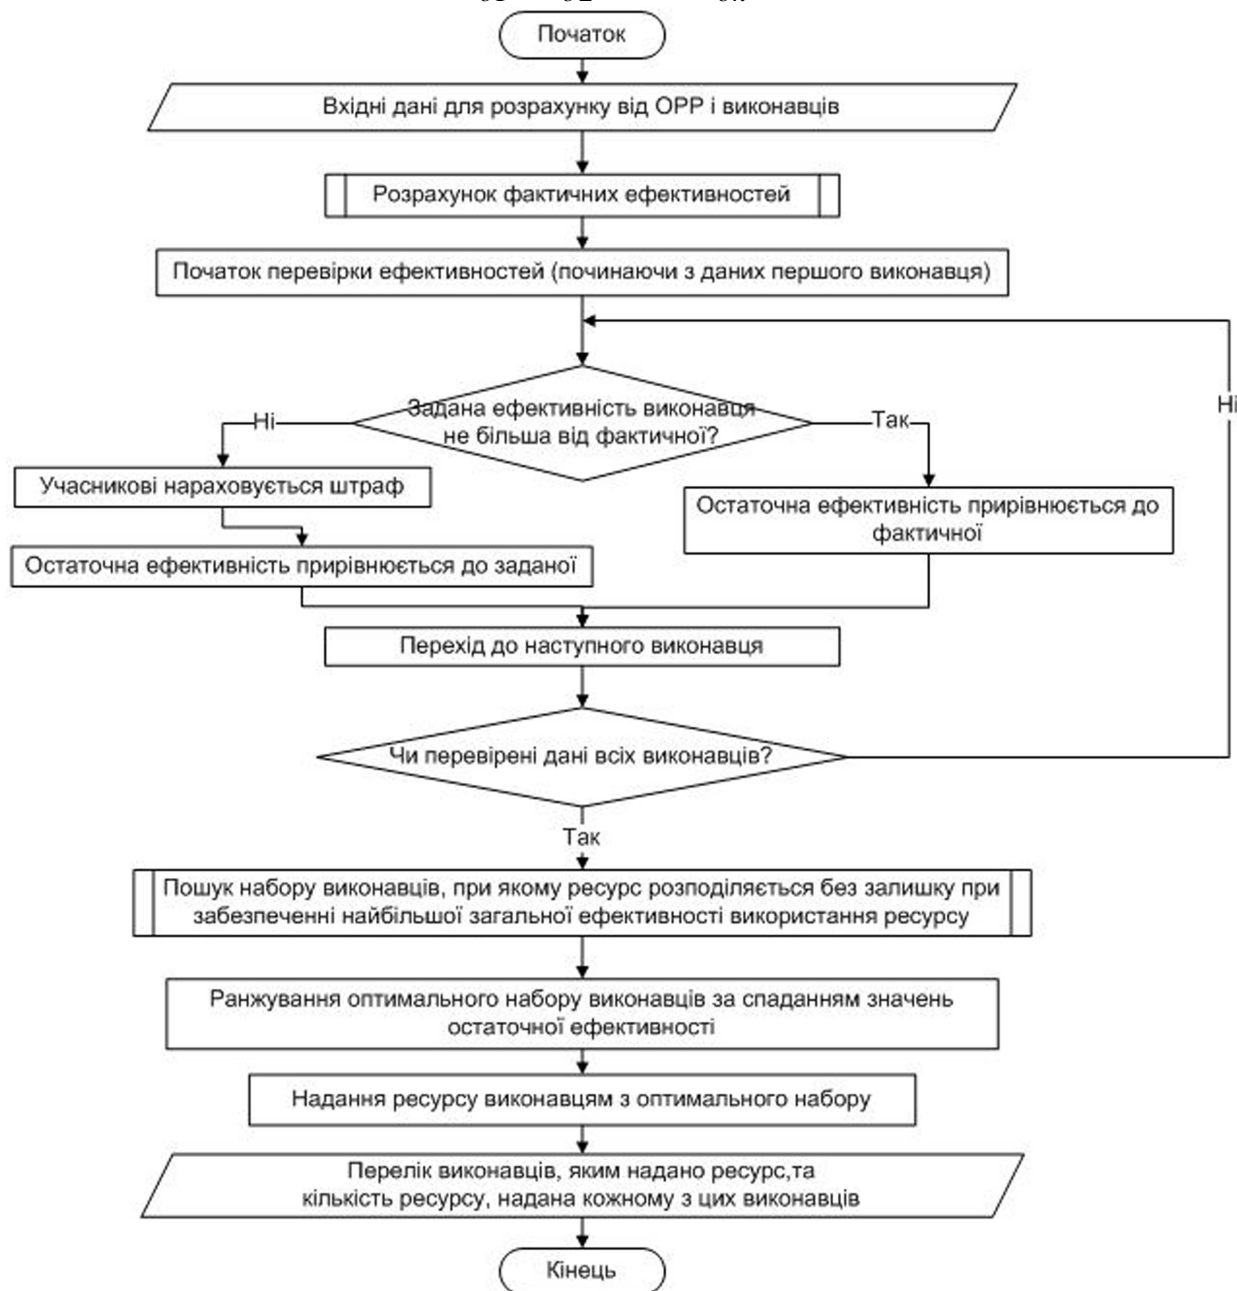 Початок
Вхідні дані для розрахунку від ОРР і виконавців
Розрахунок фактичних ефективностей
Початок перевірки ефективностей (починаючи з даних першого виконавця)
Задана ефективність виконавця
не більша від фактичної?
Ні
Так
Ні
Учасникові нараховується штраф
Остаточна ефективність прирівнюється до
фактичної
Остаточна ефективність прирівнюється до заданої
Перехід до наступного виконавця
Чи перевірені дані всіх виконавців?
Так
Пошук набору виконавців, при якому ресурс розподіляється без залишку при
забезпеченні найбільшої загальної ефективності використання ресурсу
Ранжування оптимального набору виконавців за спаданням значень
остаточної ефективності
Надання ресурсу виконавцям з оптимального набору
Перелік виконавців, яким надано ресурс,та
кількість ресурсу, надана кожному з цих виконавців
Кінець